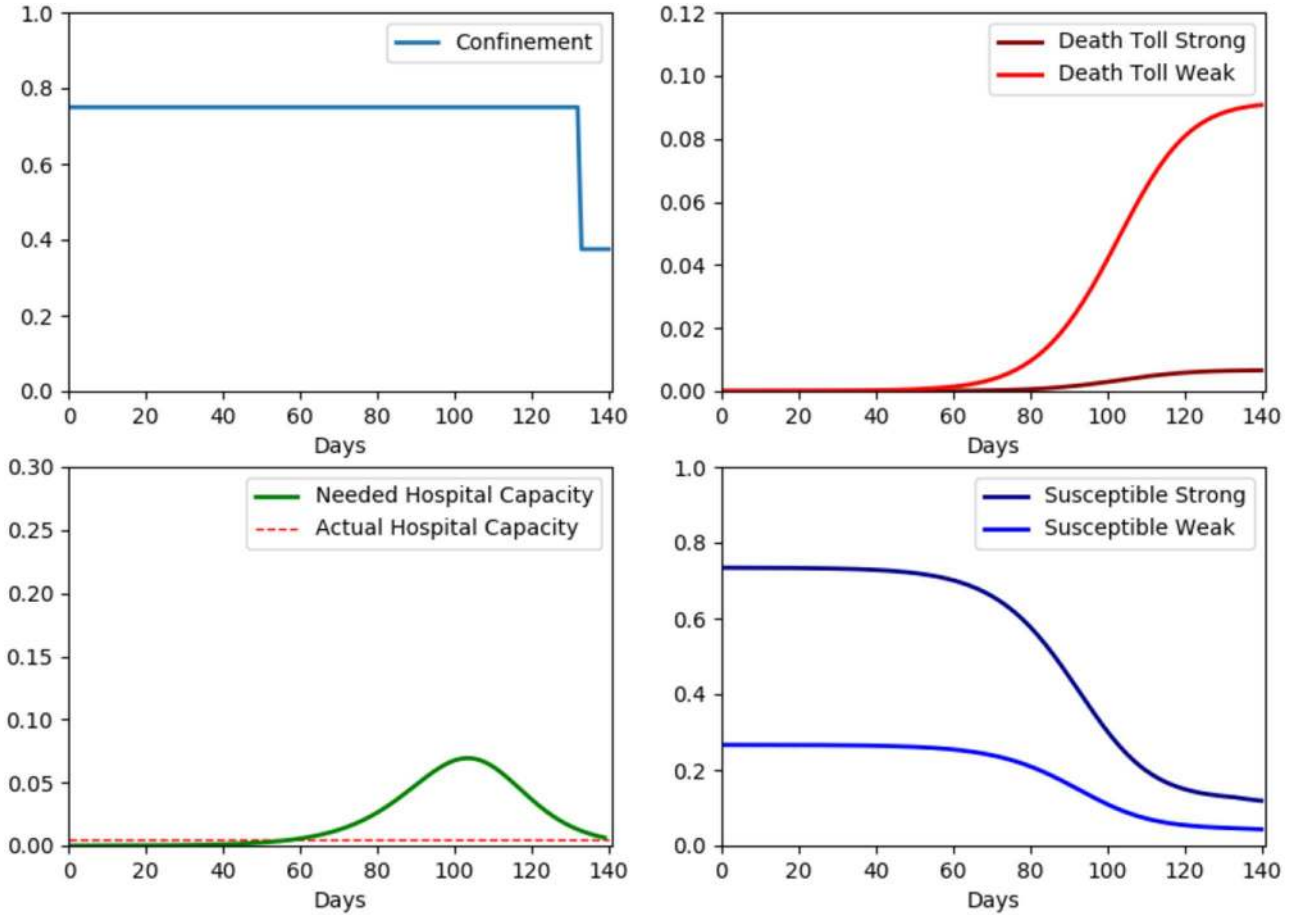 1.0
0.8
0.6
0.4
0.2
0.0
0 20 40 60 80 100 120 140
Days
Confinement
0.12
0.10
0.08
0.06
0.04
0.02
0.00
0 20 40 60 80 100 120 140
Days
Death Toll Strong
Death Toll Weak
0.30
0.25
0.20
0.15
0.10
0.05
0.00
0 20 40 60 80 100 120 140
Days
Needed Hospital Capacity
Actual Hospital Capacity
1.0
0.8
0.6
0.4
0.2
0.0
0 20 40 60 80 100 120 140
Days
Susceptible Strong
Susceptible Weak